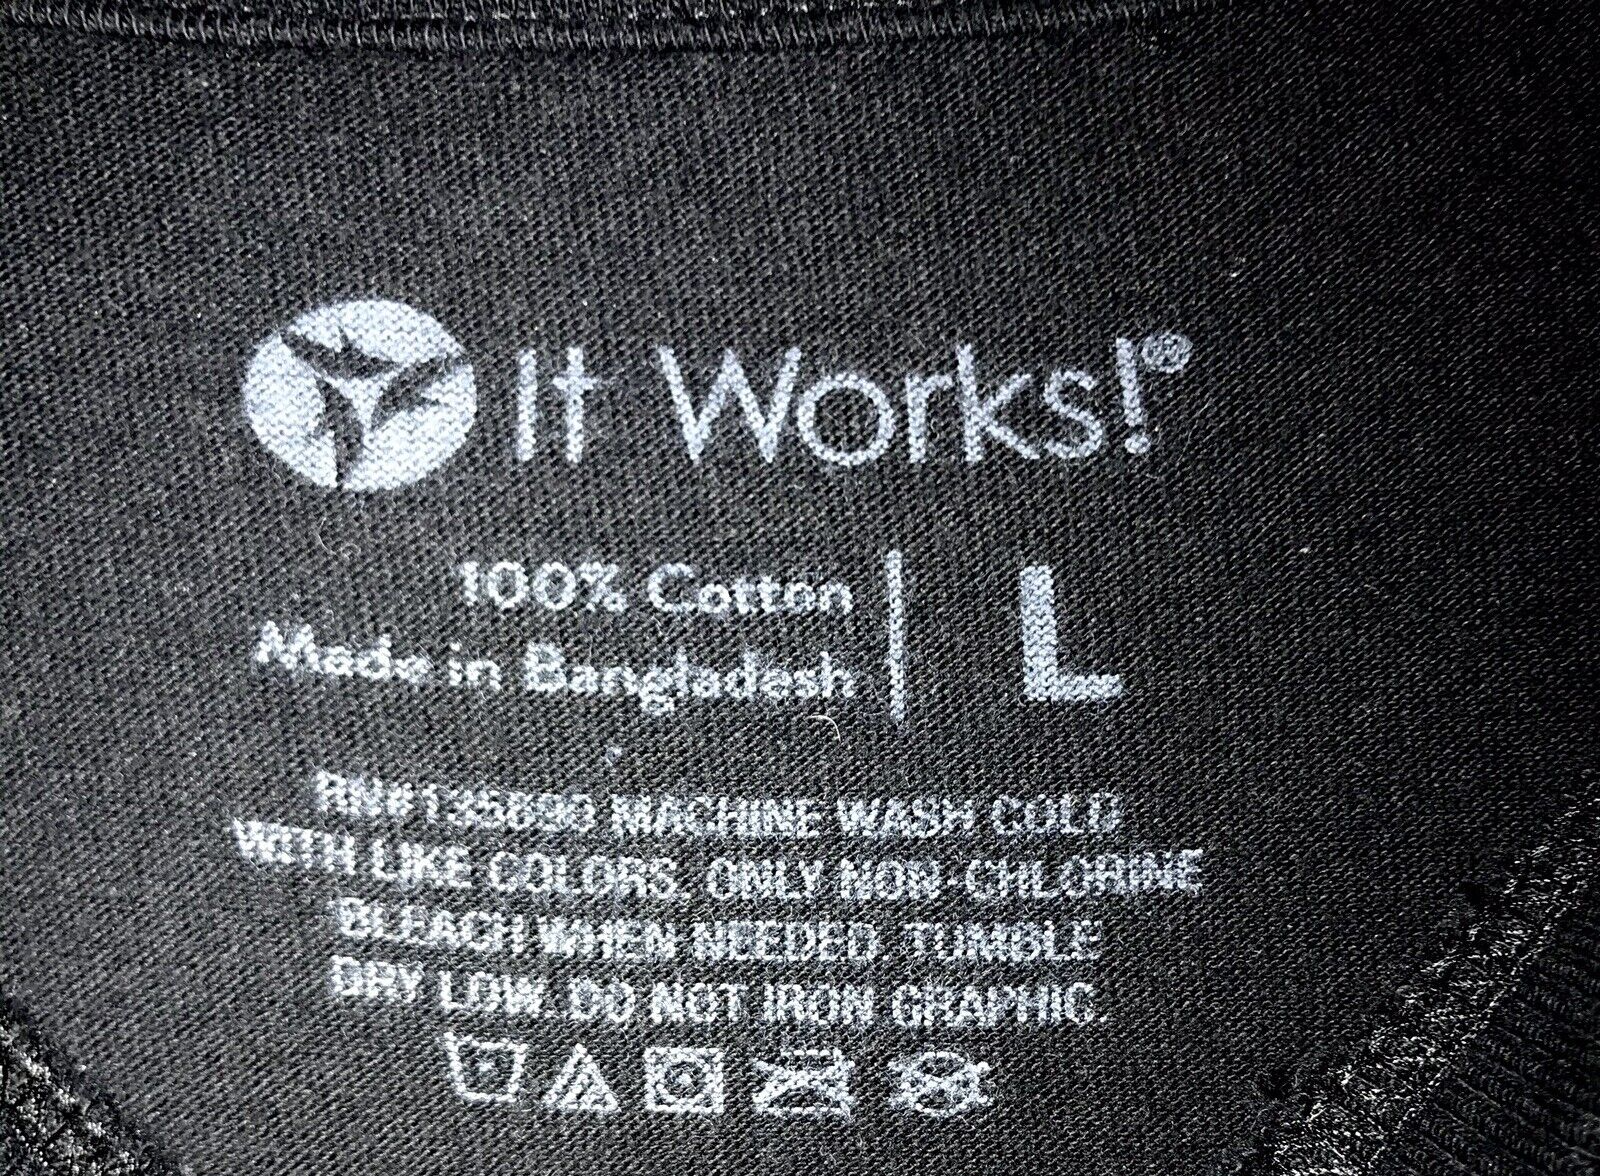 It Works!®
100% Cotton
Made in Bangladesh
L
MACHINE WASH COLD
WITH LIKE COLORS. ONLY NON-CHLORINE
BLEACH WHEN NEEDED. TUMBLE
DRY LOW. DO NOT IRON GRAPHIC.